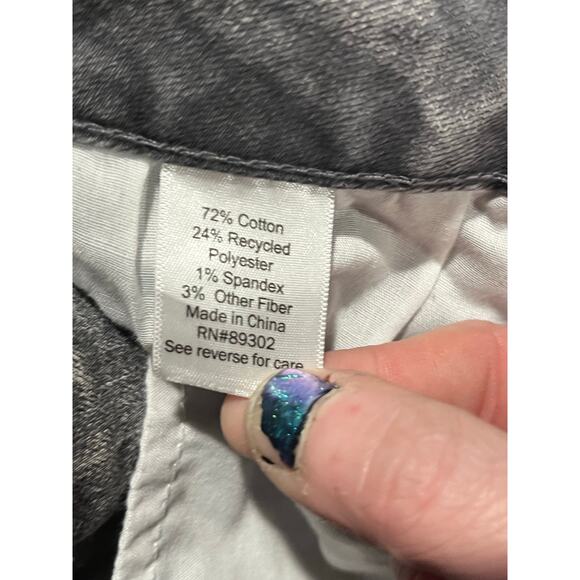 72% Cotton
24% Recycled
Polyester
1% Spandex
3% Other Fiber
Made in China
RN#89302
See reverse for care